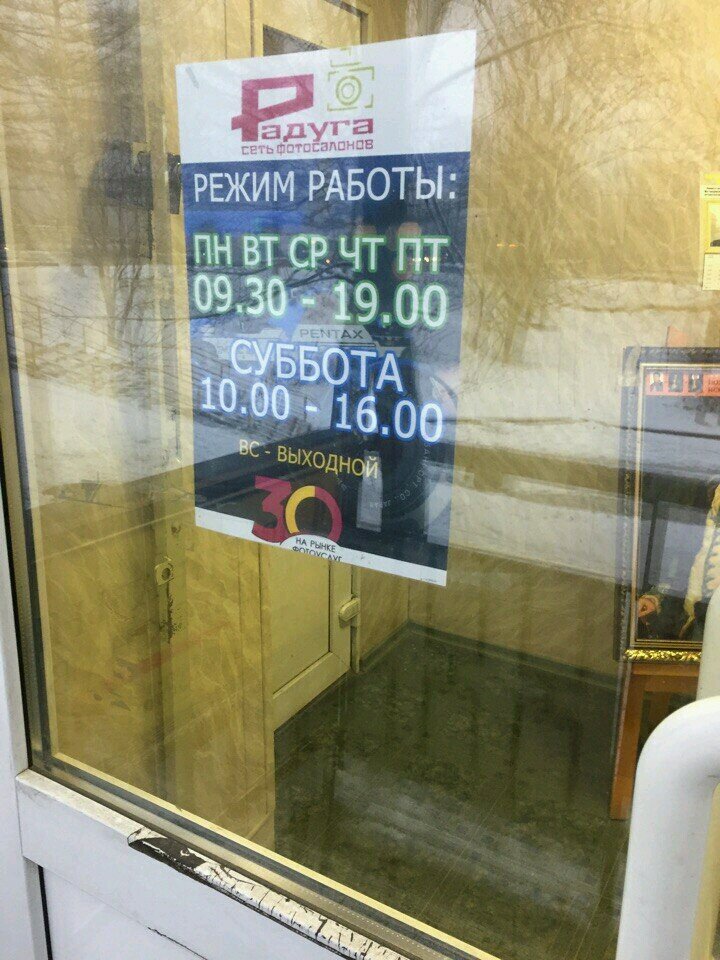 Радуга
сеть фотосалонов
РЕЖИМ РАБОТЫ:
ПН ВТ СР ЧТ ПТ
09.30 - 19.00
PENTAX
СУББОТА
10.00 - 16.00
ВС - ВЫХОДНОЙ
30
НА РЫНКЕ
ФОТОУСЛУГ